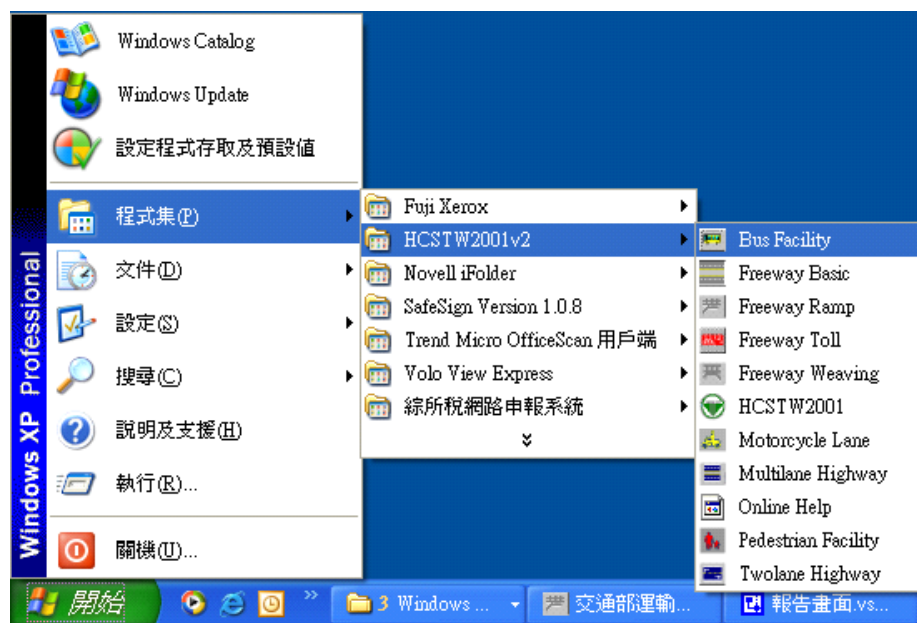 Windows Catalog
Windows Update
設定程式存取及預設值
程式集(P)
文件(D)
設定(S)
搜尋(C)
說明及支援(H)
執行(R)...
關機(U)...
Windows XP Professional
Fuji Xerox
HCSTW2001v2
Novell iFolder
SafeSign Version 1.0.8
Trend Micro OfficeScan 用戶端
Volo View Express
綜所稅網路申報系統
Bus Facility
Freeway Basic
Freeway Ramp
Freeway Toll
Freeway Weaving
HCSTW2001
Motorcycle Lane
Multilane Highway
Online Help
Pedestrian Facility
Twolane Highway
開始
3 Windows ...
交通部運輸...
報告畫面.vs...